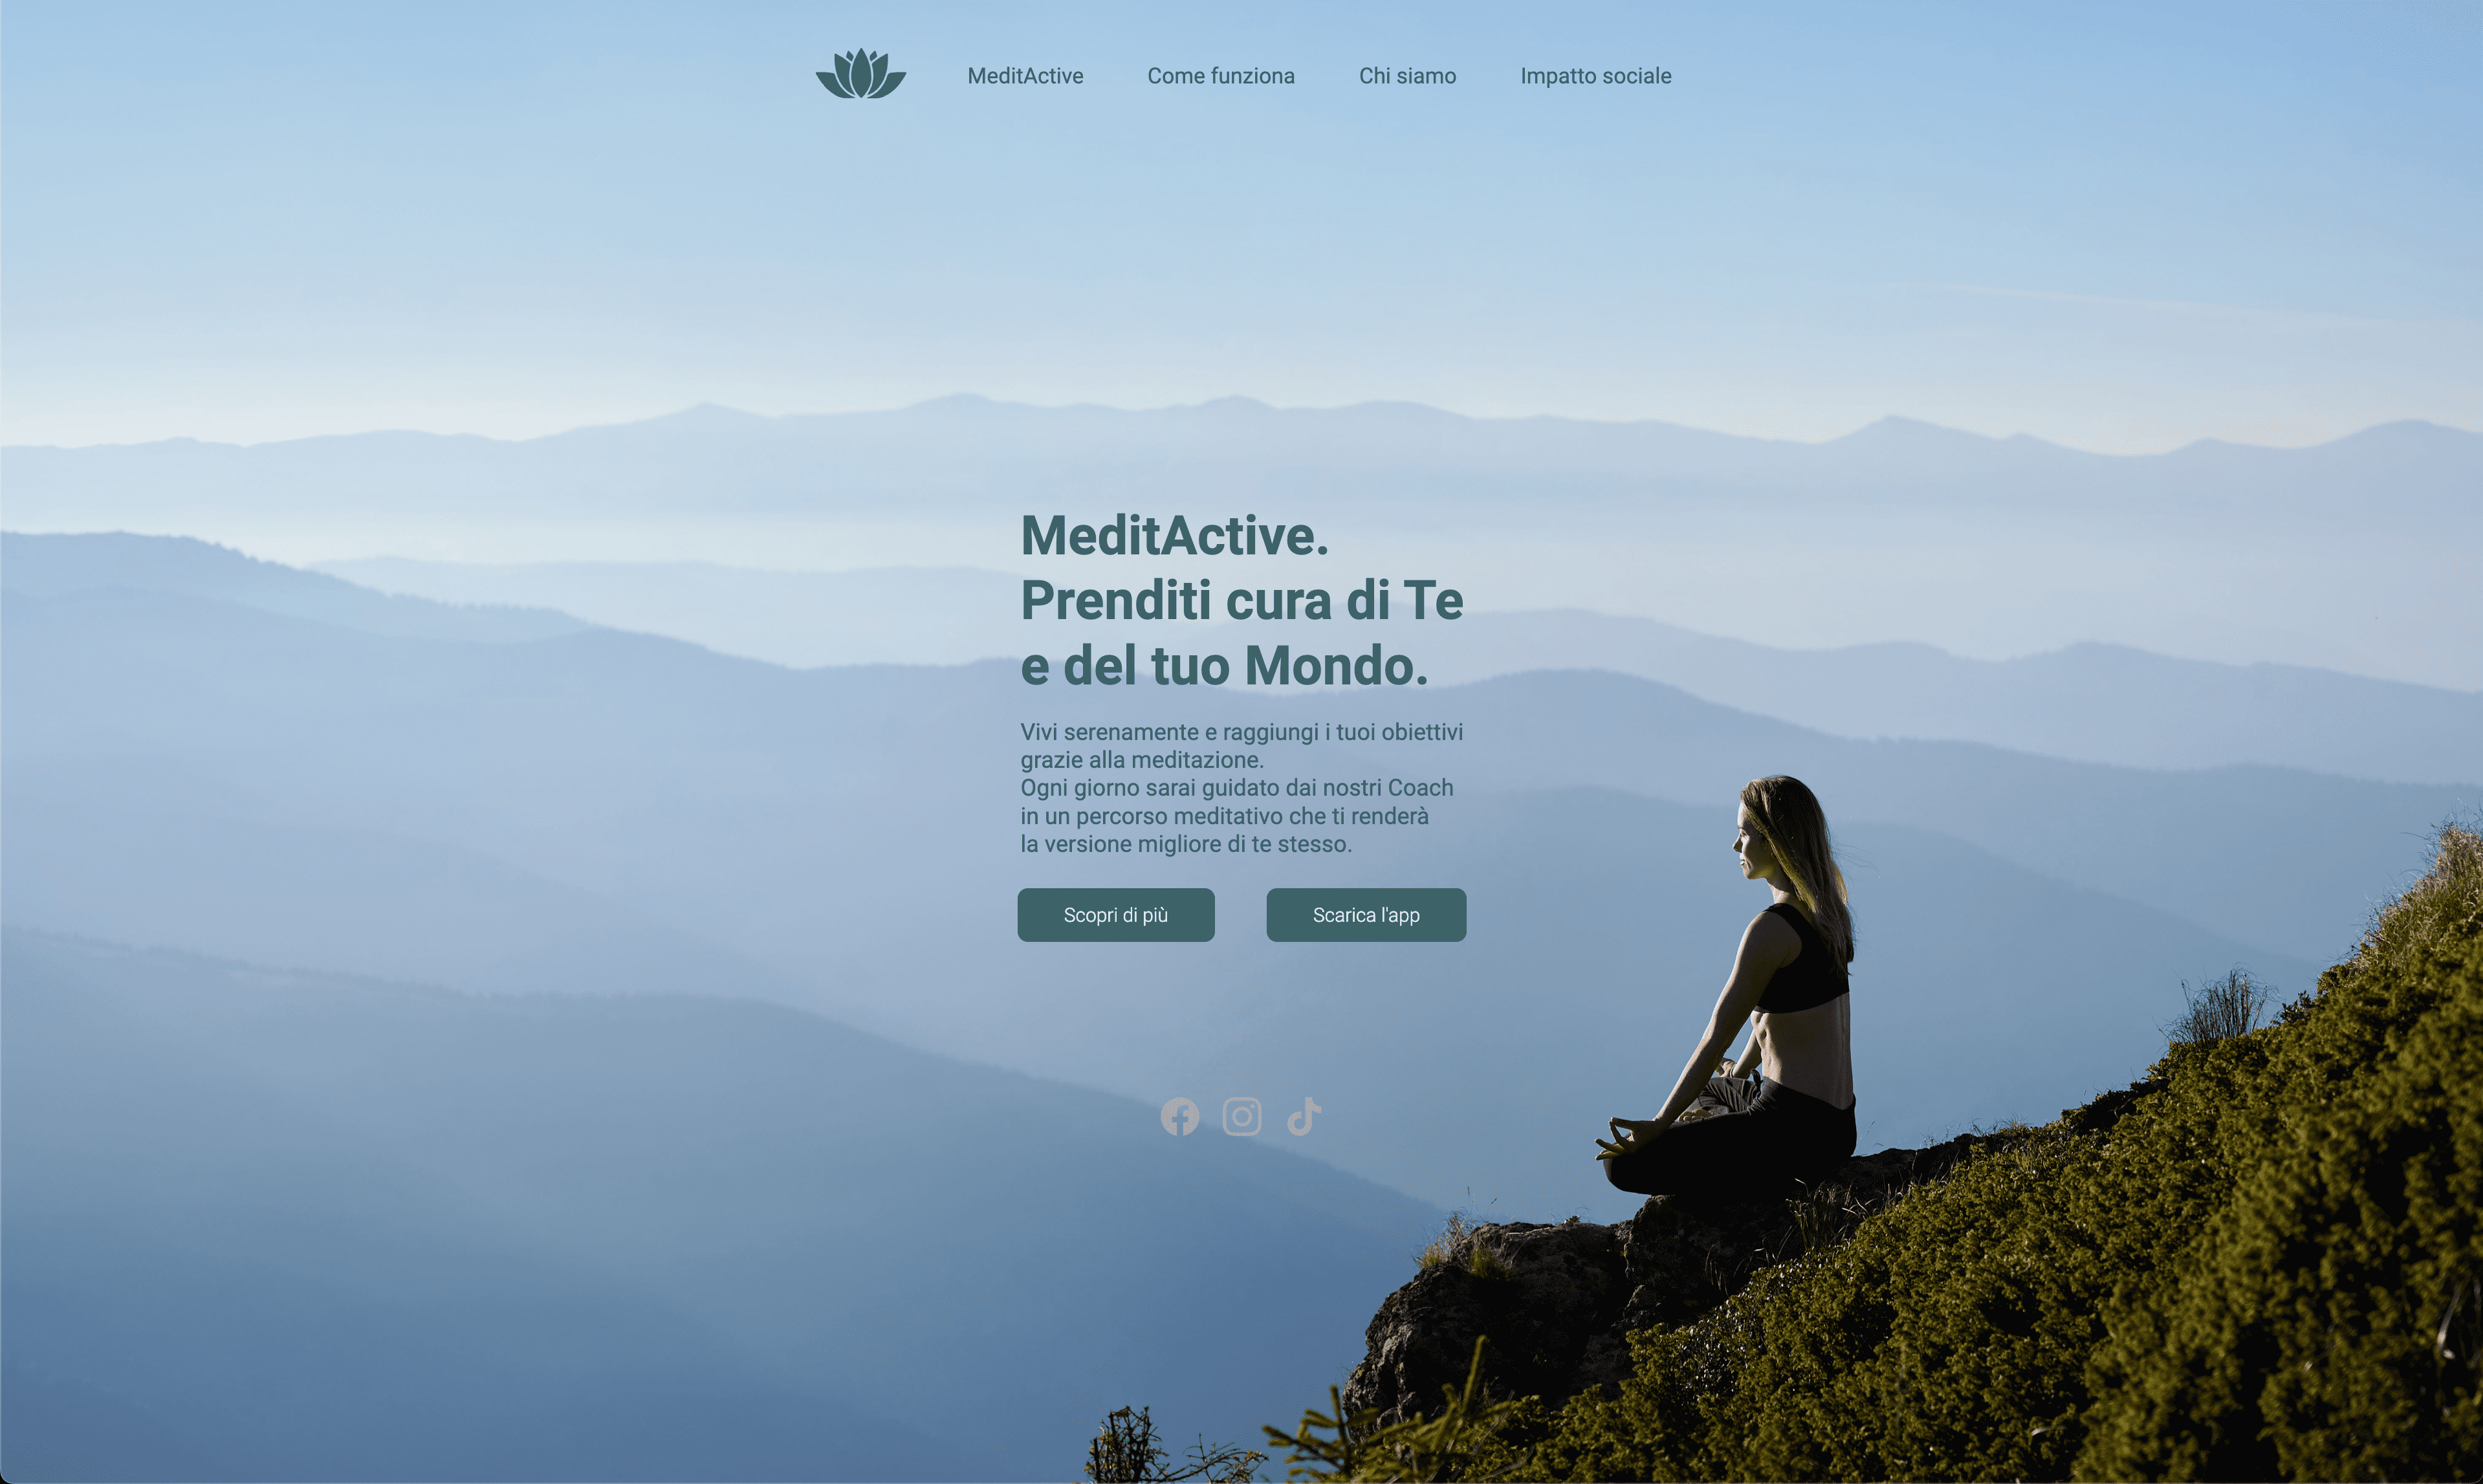 MeditActive
Come funziona
Chi siamo
Impatto sociale
MeditActive.
Prenditi cura di Te
e del tuo Mondo.
Vivi serenamente e raggiungi i tuoi obiettivi
grazie alla meditazione.
Ogni giorno sarai guidato dai nostri Coach
in un percorso meditativo che ti renderà
la versione migliore di te stesso.
Scopri di più
Scarica l'app